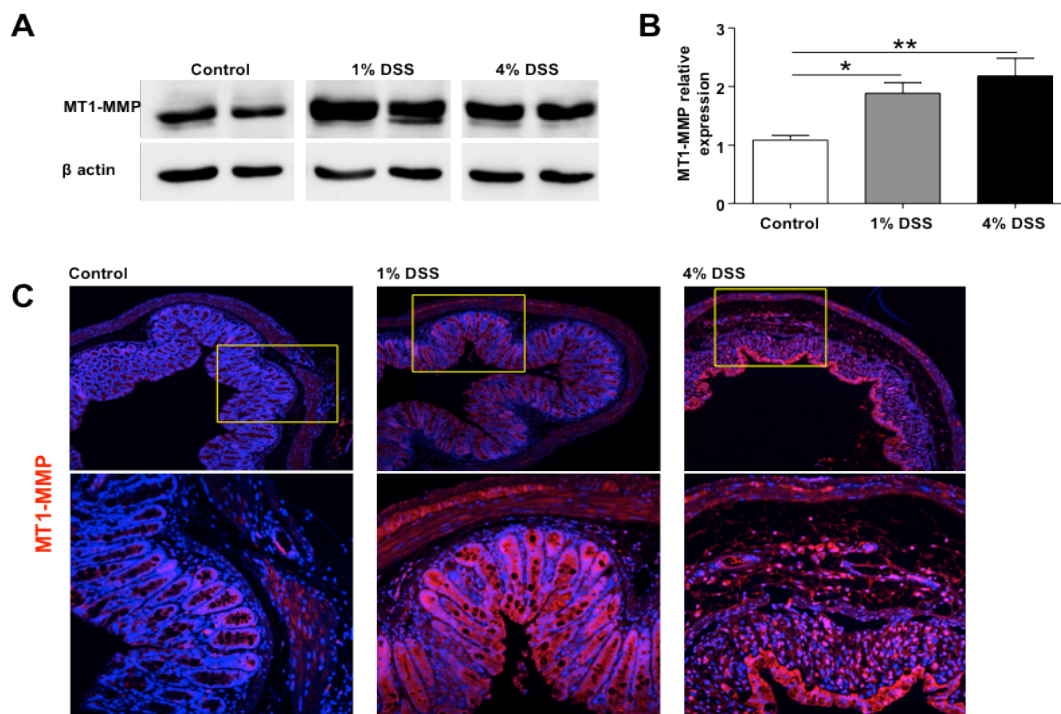 A
Control 1% DSS 4% DSS
MT1-MMP
β actin
B
MT1-MMP relative
expression
3
2
1
0
*
**
Control 1% DSS 4% DSS
C
Control 1% DSS 4% DSS
MT1-MMP